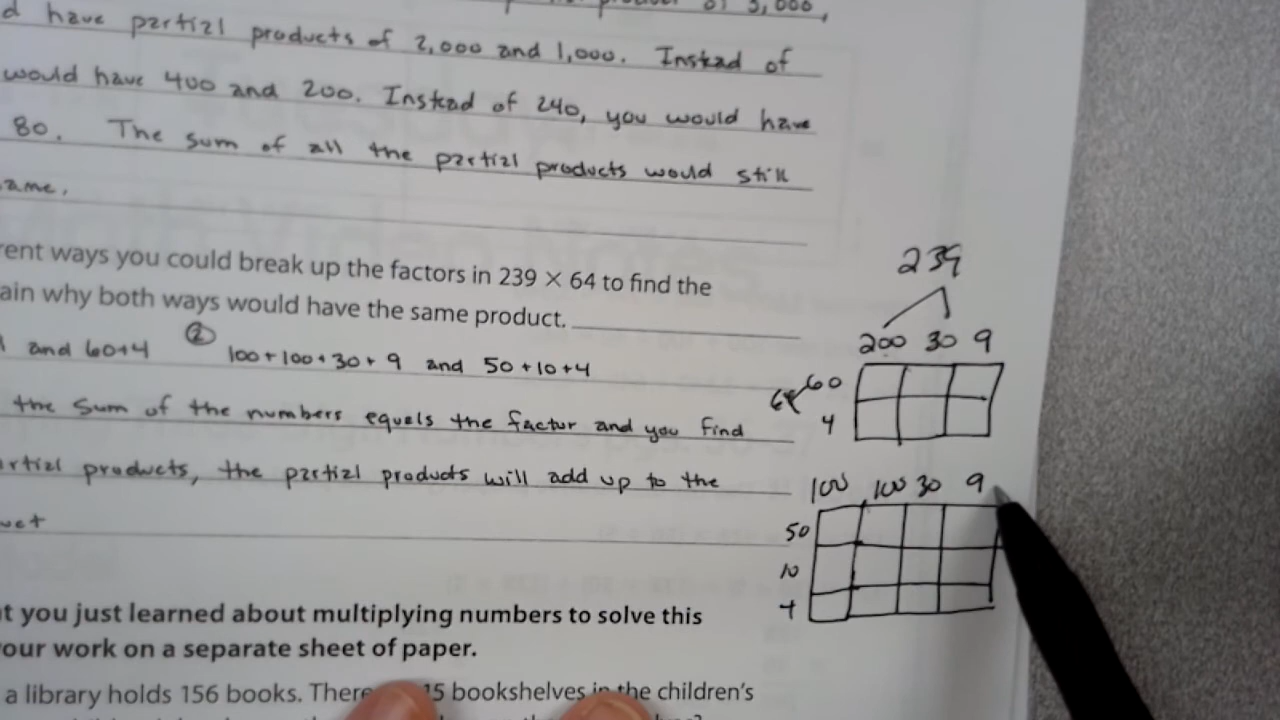 product of 3,000,
d have partial products of 2,000 and 1,000. Instead of
would have 400 and 200. Instead of 240, you would have
80. The sum of all the partial products would still
ame.
rent ways you could break up the factors in 239 × 64 to find the
ain why both ways would have the same product.
and 60+4 ② 100+100+30+9 and 50+10+4
the sum of the numbers equals the factor and you find
artial products, the partial products will add up to the
uct
t you just learned about multiplying numbers to solve this
our work on a separate sheet of paper.
a library holds 156 books. There 15 bookshelves in the children's
239
200 30 9
64 60
4
100 100 30 9
50
10
4